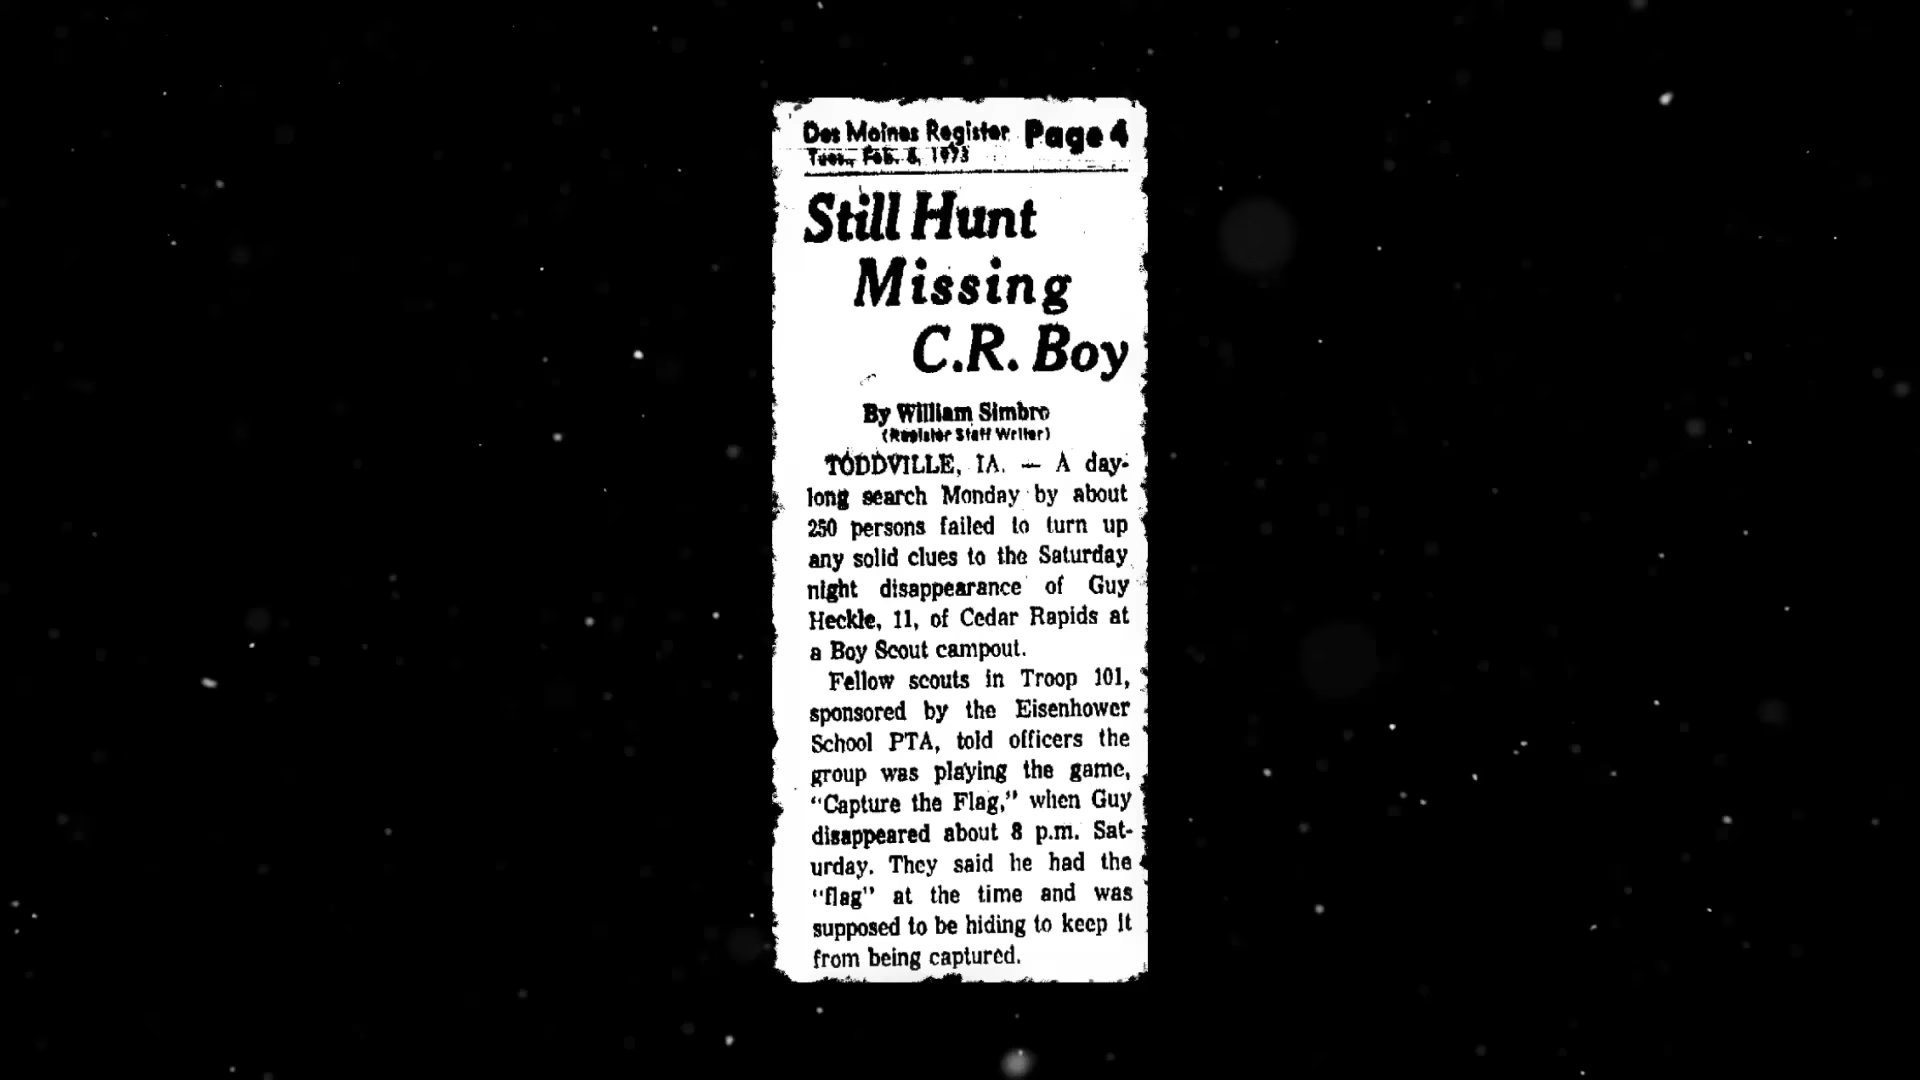 Des Moines Register Page 4
Tues., Feb. 6, 1973
Still Hunt
Missing
C.R. Boy
By William Simbro
(Register Staff Writer)
TODDVILLE, IA. — A day-
long search Monday by about
250 persons failed to turn up
any solid clues to the Saturday
night disappearance of Guy
Heckle, 11, of Cedar Rapids at
a Boy Scout campout.
Fellow scouts in Troop 101,
sponsored by the Eisenhower
School PTA, told officers the
group was playing the game,
"Capture the Flag," when Guy
disappeared about 8 p.m. Sat-
urday. They said he had the
"flag" at the time and was
supposed to be hiding to keep it
from being captured.